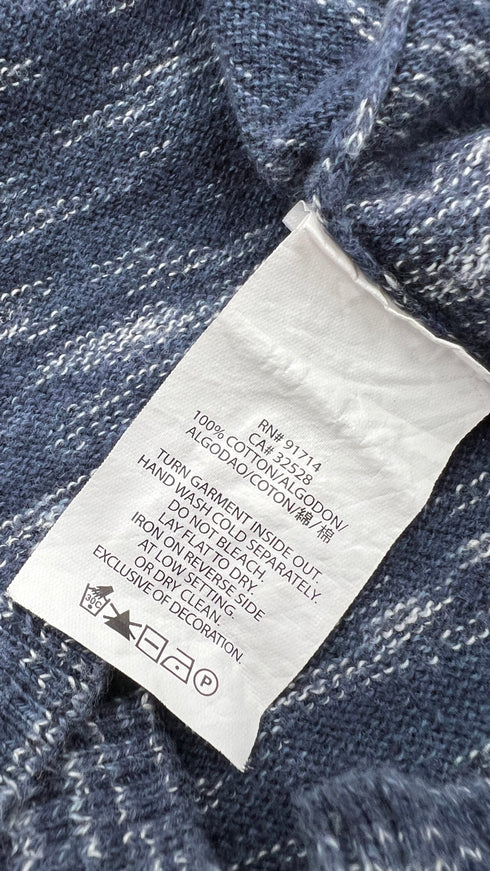 RN# 91714
CA# 32528
100% COTTON/ALGODON/
ALGODAO/COTON/綿/棉
TURN GARMENT INSIDE OUT.
HAND WASH COLD SEPARATELY.
DO NOT BLEACH.
LAY FLAT TO DRY.
IRON ON REVERSE SIDE
AT LOW SETTING.
OR DRY CLEAN.
EXCLUSIVE OF DECORATION.
30C
P